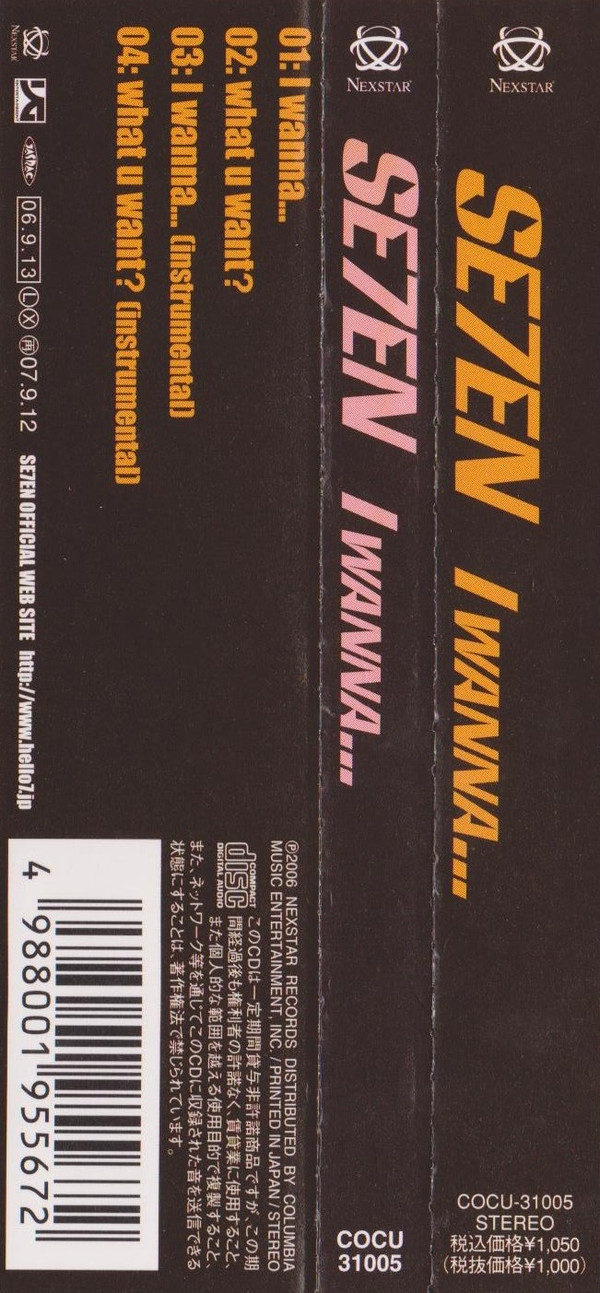 NEXSTAR
SE7EN I WANNA...
COCU-31005
STEREO
税込価格¥1,050
(税抜価格¥1,000)
NEXSTAR
SE7EN I WANNA...
COCU
31005
01: I wanna...
02: what u want?
03: I wanna... (instrumental)
04: what u want? (instrumental)
℗2006 NEXSTAR RECORDS DISTRIBUTED BY COLUMBIA
MUSIC ENTERTAINMENT, INC. / PRINTED IN JAPAN / STEREO
COMPACT
disc
DIGITAL AUDIO
このCDは一定期間貸与非許諾商品ですが、この期
間経過後も権利者の許諾なく賃貸業に使用すること、
また個人的な範囲を越える使用目的で複製すること、
また、ネットワーク等を通じてこのCDに収録された音を送信できる
状態にすることは、著作権法で禁じられています。
NEXSTAR
JASRAC
06.9.13 Ⓛ Ⓧ ㊢07.9.12 SE7EN OFFICIAL WEB SITE http://www.hello7.jp
4 988001 955672